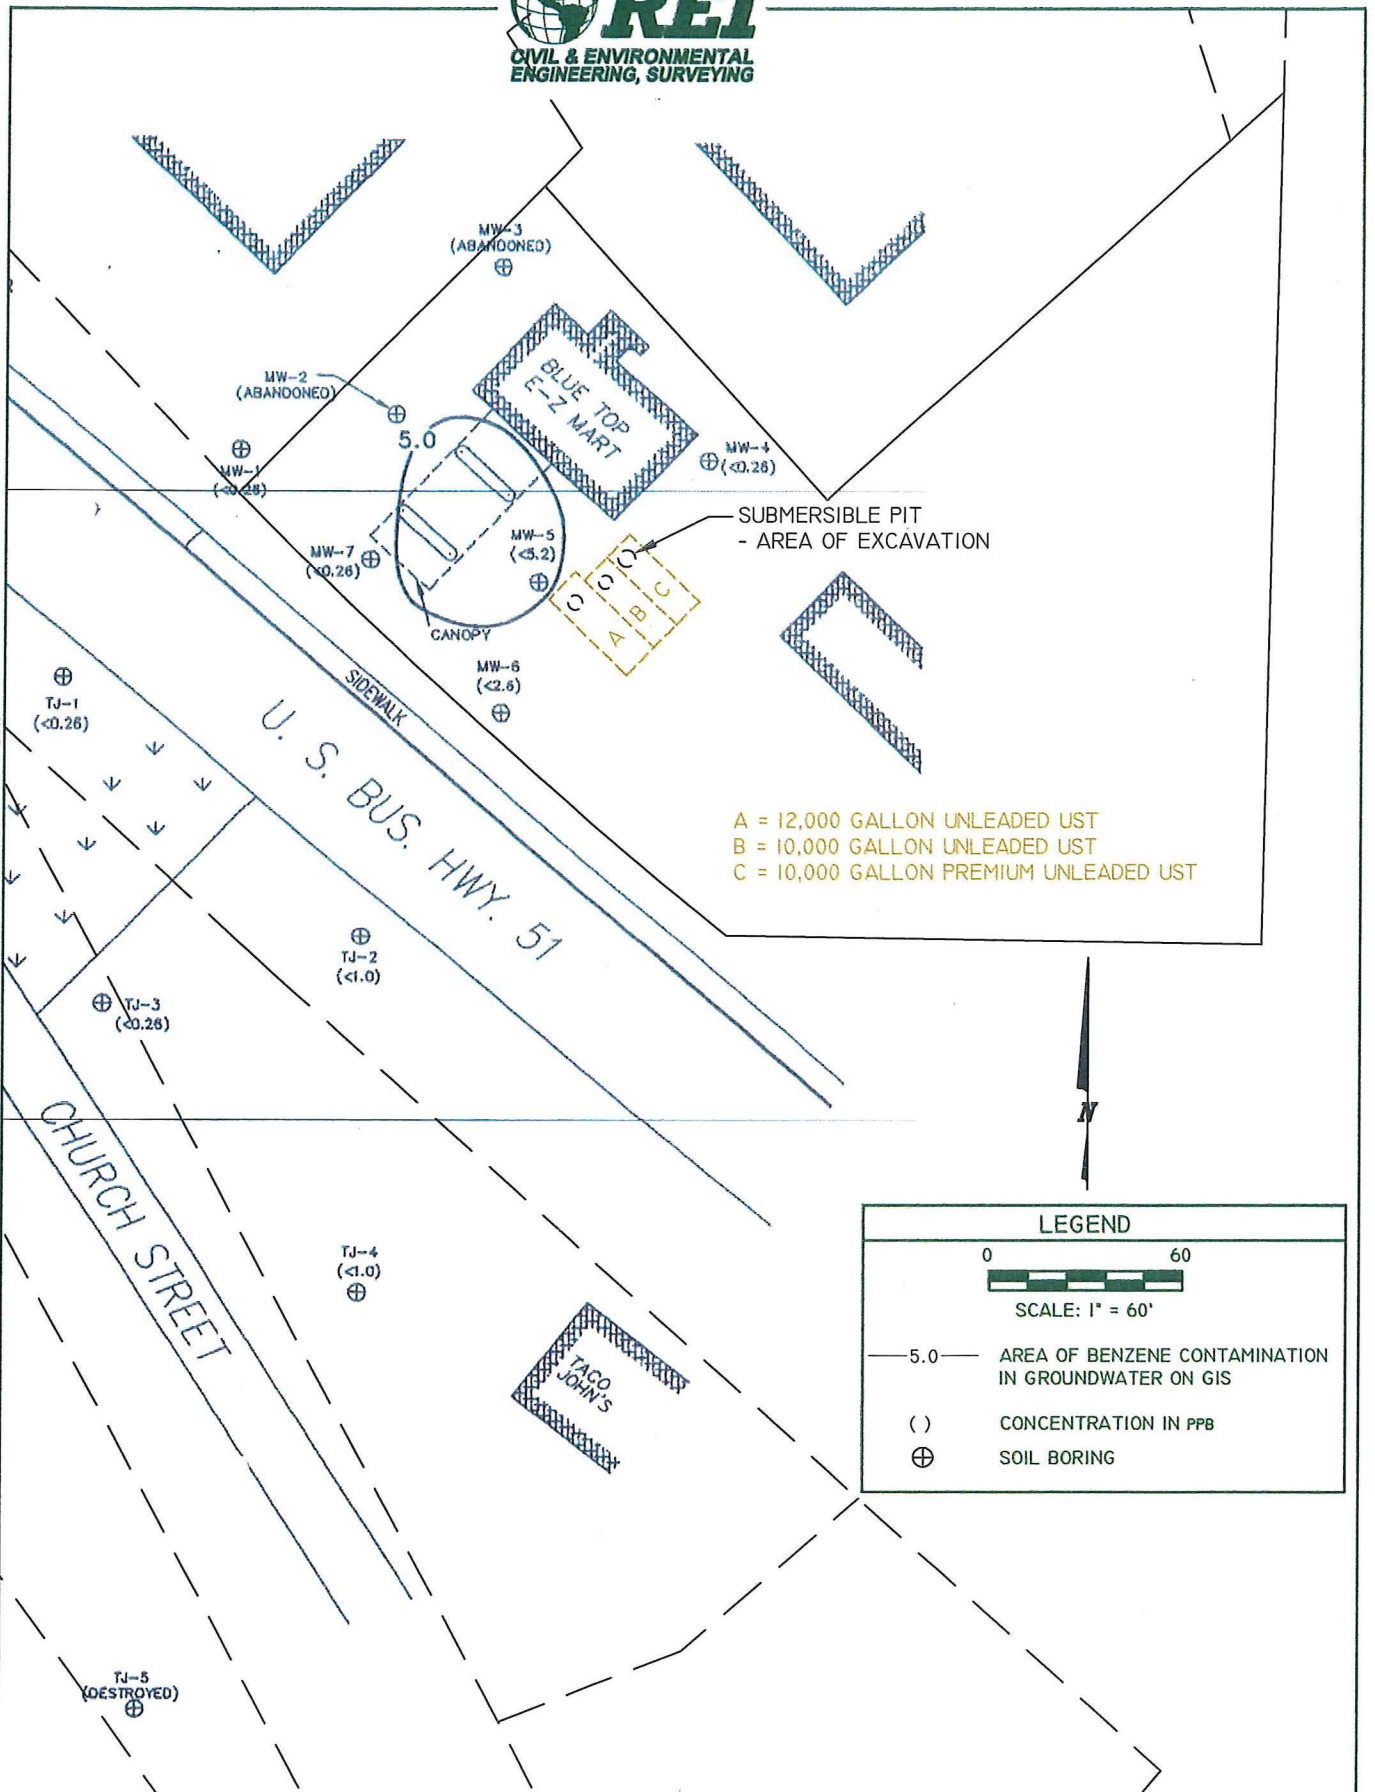 REI
CIVIL & ENVIRONMENTAL
ENGINEERING, SURVEYING
MW-3
(ABANDONED)
MW-2
(ABANDONED)
5.0
BLUE TOP
E-Z MART
MW-1
(<0.26)
MW-4
(<0.26)
SUBMERSIBLE PIT
- AREA OF EXCAVATION
MW-5
(<5.2)
MW-7
(<0.26)
A
B
C
CANOPY
MW-6
(<2.6)
SIDEWALK
TJ-1
(<0.26)
U. S. BUS. HWY. 51
A = 12,000 GALLON UNLEADED UST
B = 10,000 GALLON UNLEADED UST
C = 10,000 GALLON PREMIUM UNLEADED UST
TJ-2
(<1.0)
TJ-3
(<0.26)
N
CHURCH STREET
TJ-4
(<1.0)
TACO
JOHN'S
LEGEND
0 60
SCALE: 1" = 60'
5.0 AREA OF BENZENE CONTAMINATION
IN GROUNDWATER ON GIS
( ) CONCENTRATION IN PPB
SOIL BORING
TJ-5
(DESTROYED)